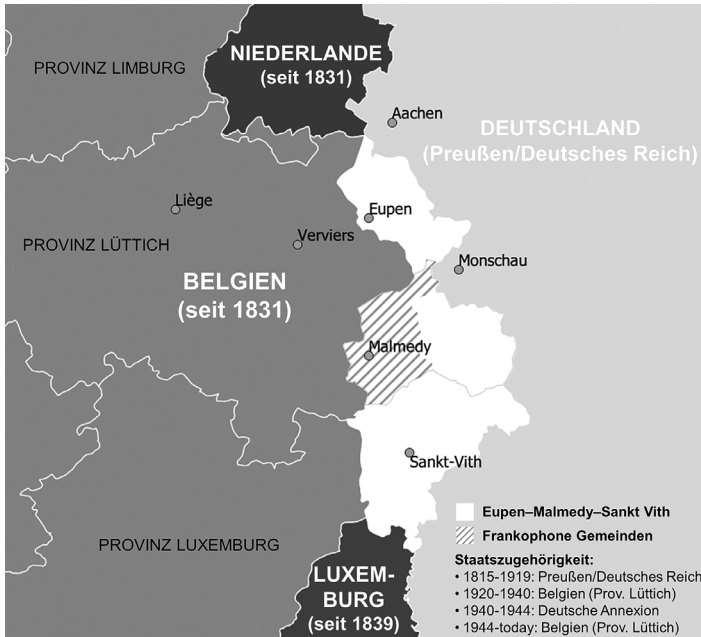 NIEDERLANDE
(seit 1831)
PROVINZ LIMBURG
Aachen
DEUTSCHLAND
(Preußen/Deutsches Reich)
Liège
Eupen
Verviers
PROVINZ LÜTTICH
Monschau
BELGIEN
(seit 1831)
Malmedy
Sankt-Vith
Eupen–Malmedy–Sankt Vith
Frankophone Gemeinden
PROVINZ LUXEMBURG
LUXEM-
BURG
(seit 1839)
Staatszugehörigkeit:
• 1815-1919: Preußen/Deutsches Reich
• 1920-1940: Belgien (Prov. Lüttich)
• 1940-1944: Deutsche Annexion
• 1944-today: Belgien (Prov. Lüttich)